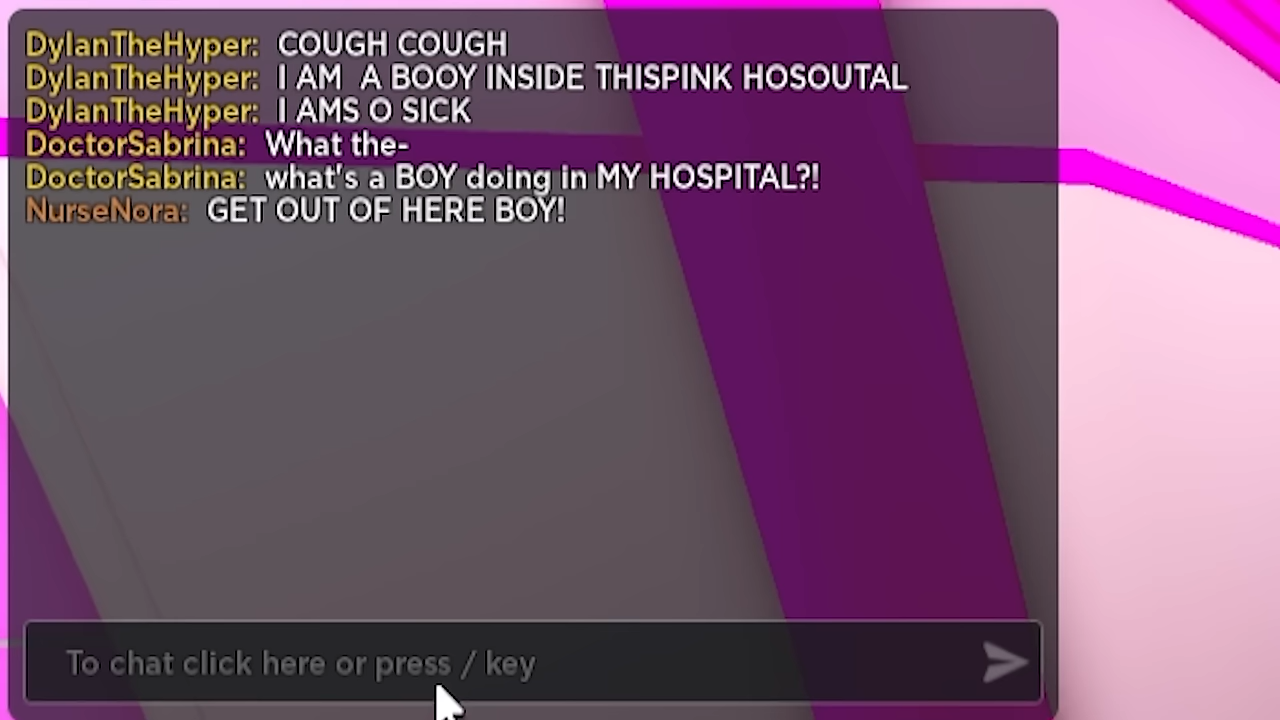 DylanTheHyper: COUGH COUGH
DylanTheHyper: I AM  A BOOY INSIDE THISPINK HOSOUTAL
DylanTheHyper: I AMS O SICK
DoctorSabrina: What the-
DoctorSabrina: what's a BOY doing in MY HOSPITAL?!
NurseNora: GET OUT OF HERE BOY!
To chat click here or press / key